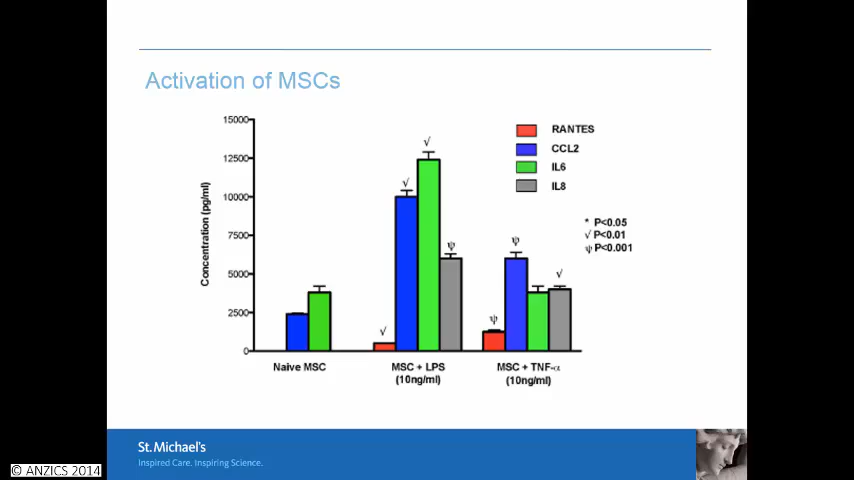 Activation of MSCs
15000
12500
10000
7500
5000
2500
0
Concentration (pg/ml)
√
√
√
ψ
ψ
ψ
√
RANTES
CCL2
IL6
IL8
* P<0.05
√ P<0.01
ψ P<0.001
Naive MSC
MSC + LPS
(10ng/ml)
MSC + TNF-α
(10ng/ml)
St. Michael's
Inspired Care. Inspiring Science.
© ANZICS 2014